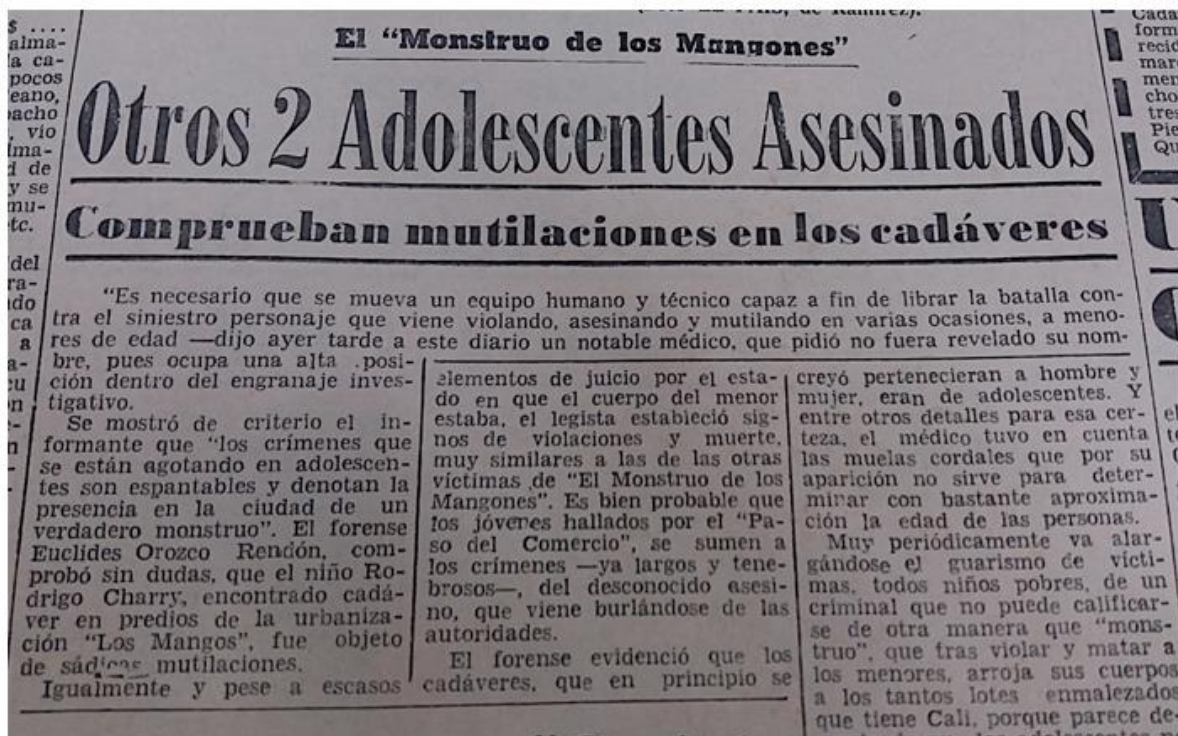 El "Monstruo de los Mangones"
Otros 2 Adolescentes Asesinados
Comprueban mutilaciones en los cadáveres
"Es necesario que se mueva un equipo humano y técnico capaz a fin de librar la batalla con-
tra el siniestro personaje que viene violando, asesinando y mutilando en varias ocasiones, a meno-
res de edad —dijo ayer tarde a este diario un notable médico, que pidió no fuera revelado su nom-
bre, pues ocupa una alta .posi-
ción dentro del engranaje inves-
tigativo.
Se mostró de criterio el in-
formante que "los crímenes que
se están agotando en adolescen-
tes son espantables y denotan la
presencia en la ciudad de un
verdadero monstruo". El forense
Euclides Orozco Rendón, com-
probó sin dudas, que el niño Ro-
drigo Charry, encontrado cadá-
ver en predios de la urbaniza-
ción "Los Mangos", fue objeto
de sádicas mutilaciones.
Igualmente y pese a escasos
elementos de juicio por el esta-
do en que el cuerpo del menor
estaba, el legista estableció sig-
nos de violaciones y muerte,
muy similares a las de las otras
víctimas de "El Monstruo de los
Mangones". Es bien probable que
los jóvenes hallados por el "Pa-
so del Comercio", se sumen a
los crímenes —ya largos y tene-
brosos—, del desconocido asesi-
no, que viene burlándose de las
autoridades.
El forense evidenció que los
cadáveres, que en principio se
creyó pertenecieran a hombre y
mujer, eran de adolescentes. Y
entre otros detalles para esa cer-
teza, el médico tuvo en cuenta
las muelas cordales que por su
aparición no sirve para deter-
minar con bastante aproxima-
ción la edad de las personas.
Muy periódicamente va alar-
gándose el guarismo de vícti-
mas, todos niños pobres, de un
criminal que no puede calificar-
se de otra manera que "mons-
truo", que tras violar y matar a
los menores, arroja sus cuerpos
a los tantos lotes enmalezados
que tiene Cali, porque parece de-